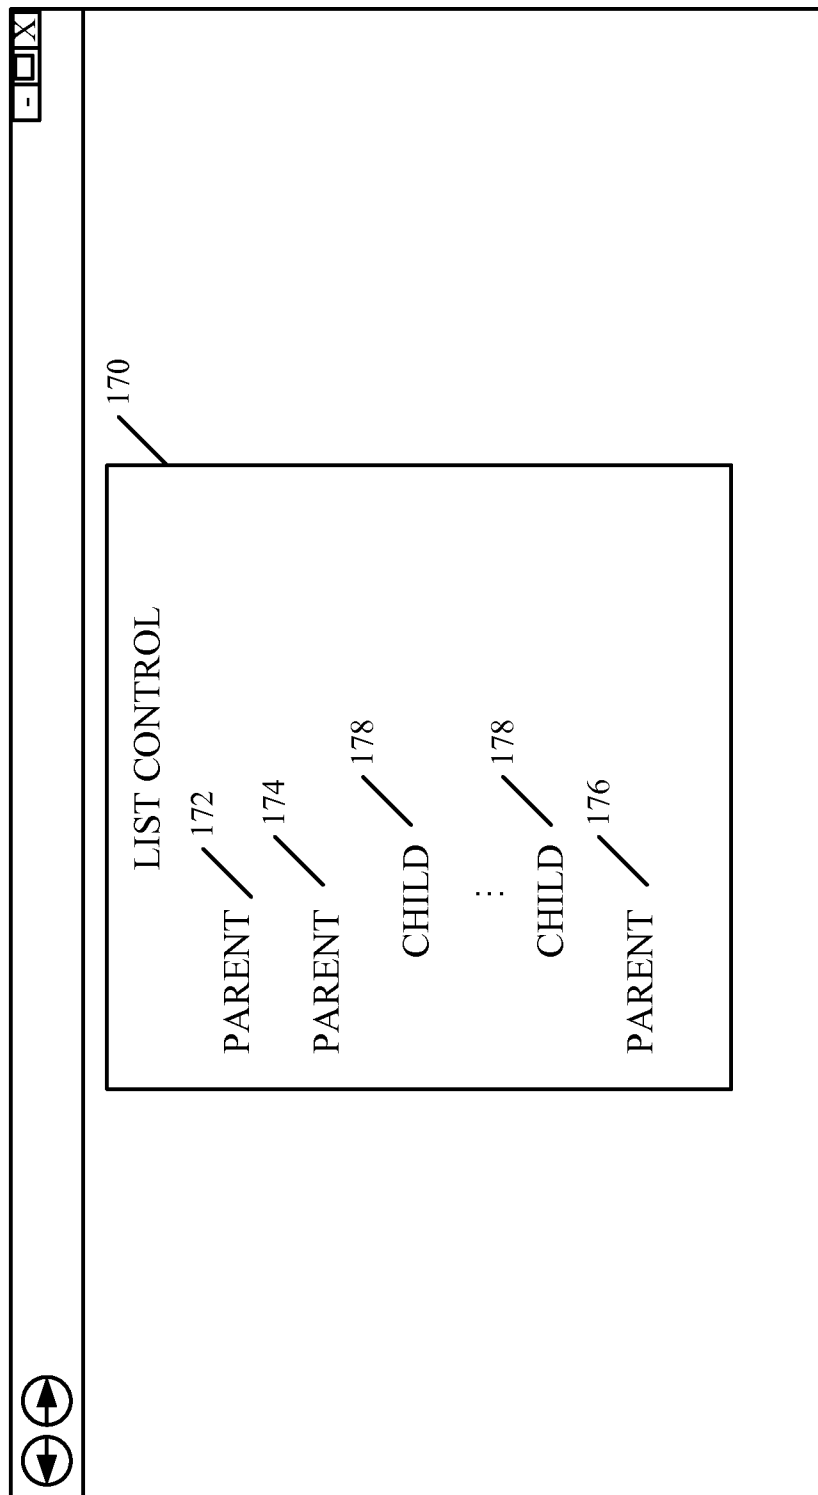 - X
170
LIST CONTROL
172
PARENT
174
PARENT
178
CHILD
⋮
178
CHILD
176
PARENT